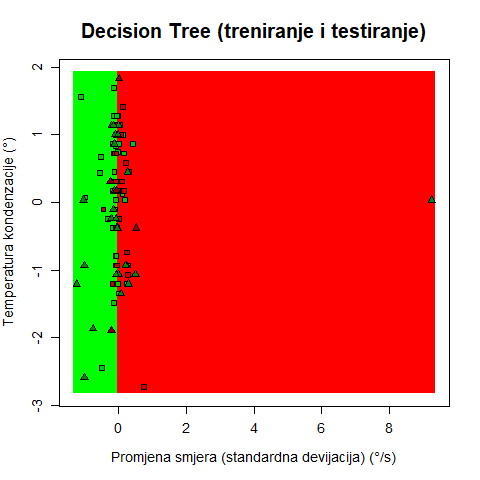 Decision Tree (treniranje i testiranje)
Temperatura kondenzacije (°)
2
1
0
-1
-2
-3
0 2 4 6 8
Promjena smjera (standardna devijacija) (°/s)